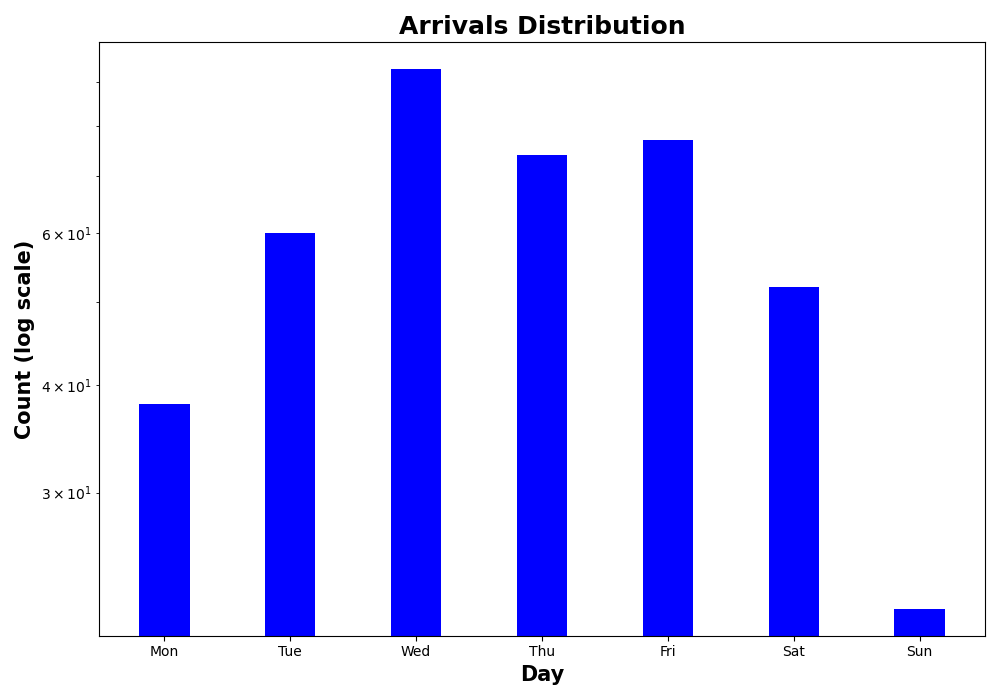 Arrivals Distribution
Count (log scale)
6 × 10¹
4 × 10¹
3 × 10¹
Mon Tue Wed Thu Fri Sat Sun
Day